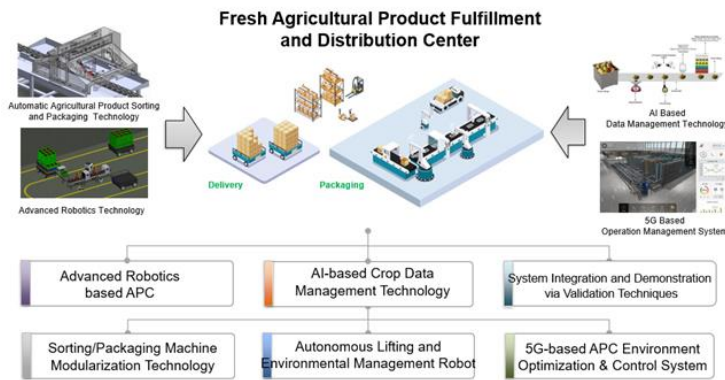 Fresh Agricultural Product Fulfillment
and Distribution Center
Automatic Agricultural Product Sorting
and Packaging Technology
Advanced Robotics Technology
Delivery
Packaging
AI Based
Data Management Technology
5G Based
Operation Management System
Advanced Robotics
based APC
AI-based Crop Data
Management Technology
System Integration and Demonstration
via Validation Techniques
Sorting/Packaging Machine
Modularization Technology
Autonomous Lifting and
Environmental Management Robot
5G-based APC Environment
Optimization & Control System